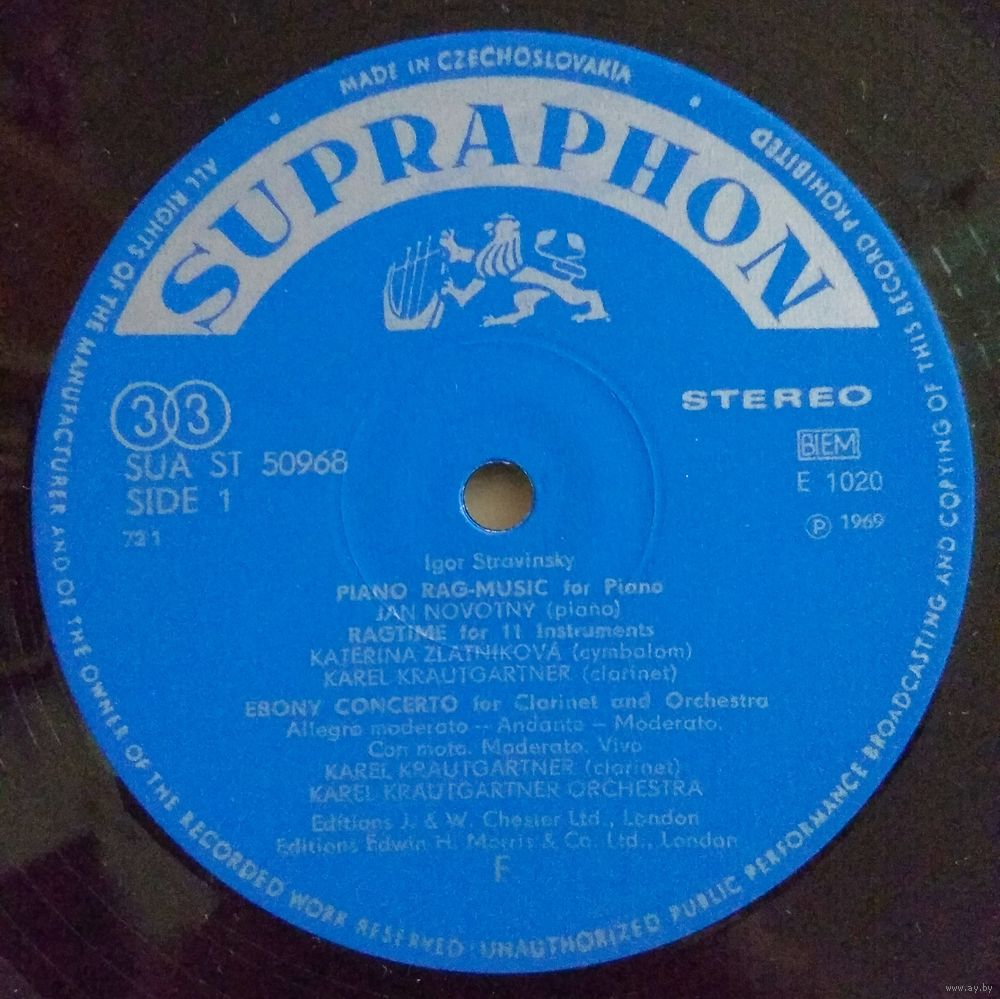 MADE IN CZECHOSLOVAKIA
ALL RIGHTS OF THE MANUFACTURER AND OF THE OWNER OF THE RECORDED WORK RESERVED UNAUTHORIZED PUBLIC PERFORMANCE BROADCASTING AND COPYING OF THIS RECORD PROHIBITED
SUPRAPHON
33
STEREO
SUA ST 50968
BIEM
SIDE 1
E 1020
721
Ⓟ 1969
Igor Stravinsky
PIANO RAG-MUSIC for Piano
JAN NOVOTNÝ (piano)
RAGTIME for 11 Instruments
KATEŘINA ZLATNÍKOVÁ (cymbalom)
KAREL KRAUTGARTNER (clarinet)
EBONY CONCERTO for Clarinet and Orchestra
Allegro moderato -- Andante -- Moderato.
Con moto. Moderato. Vivo
KAREL KRAUTGARTNER (clarinet)
KAREL KRAUTGARTNER ORCHESTRA
Editions J. & W. Chester Ltd., London
Editions Edwin H. Morris & Co. Ltd., London
F
www.ay.by